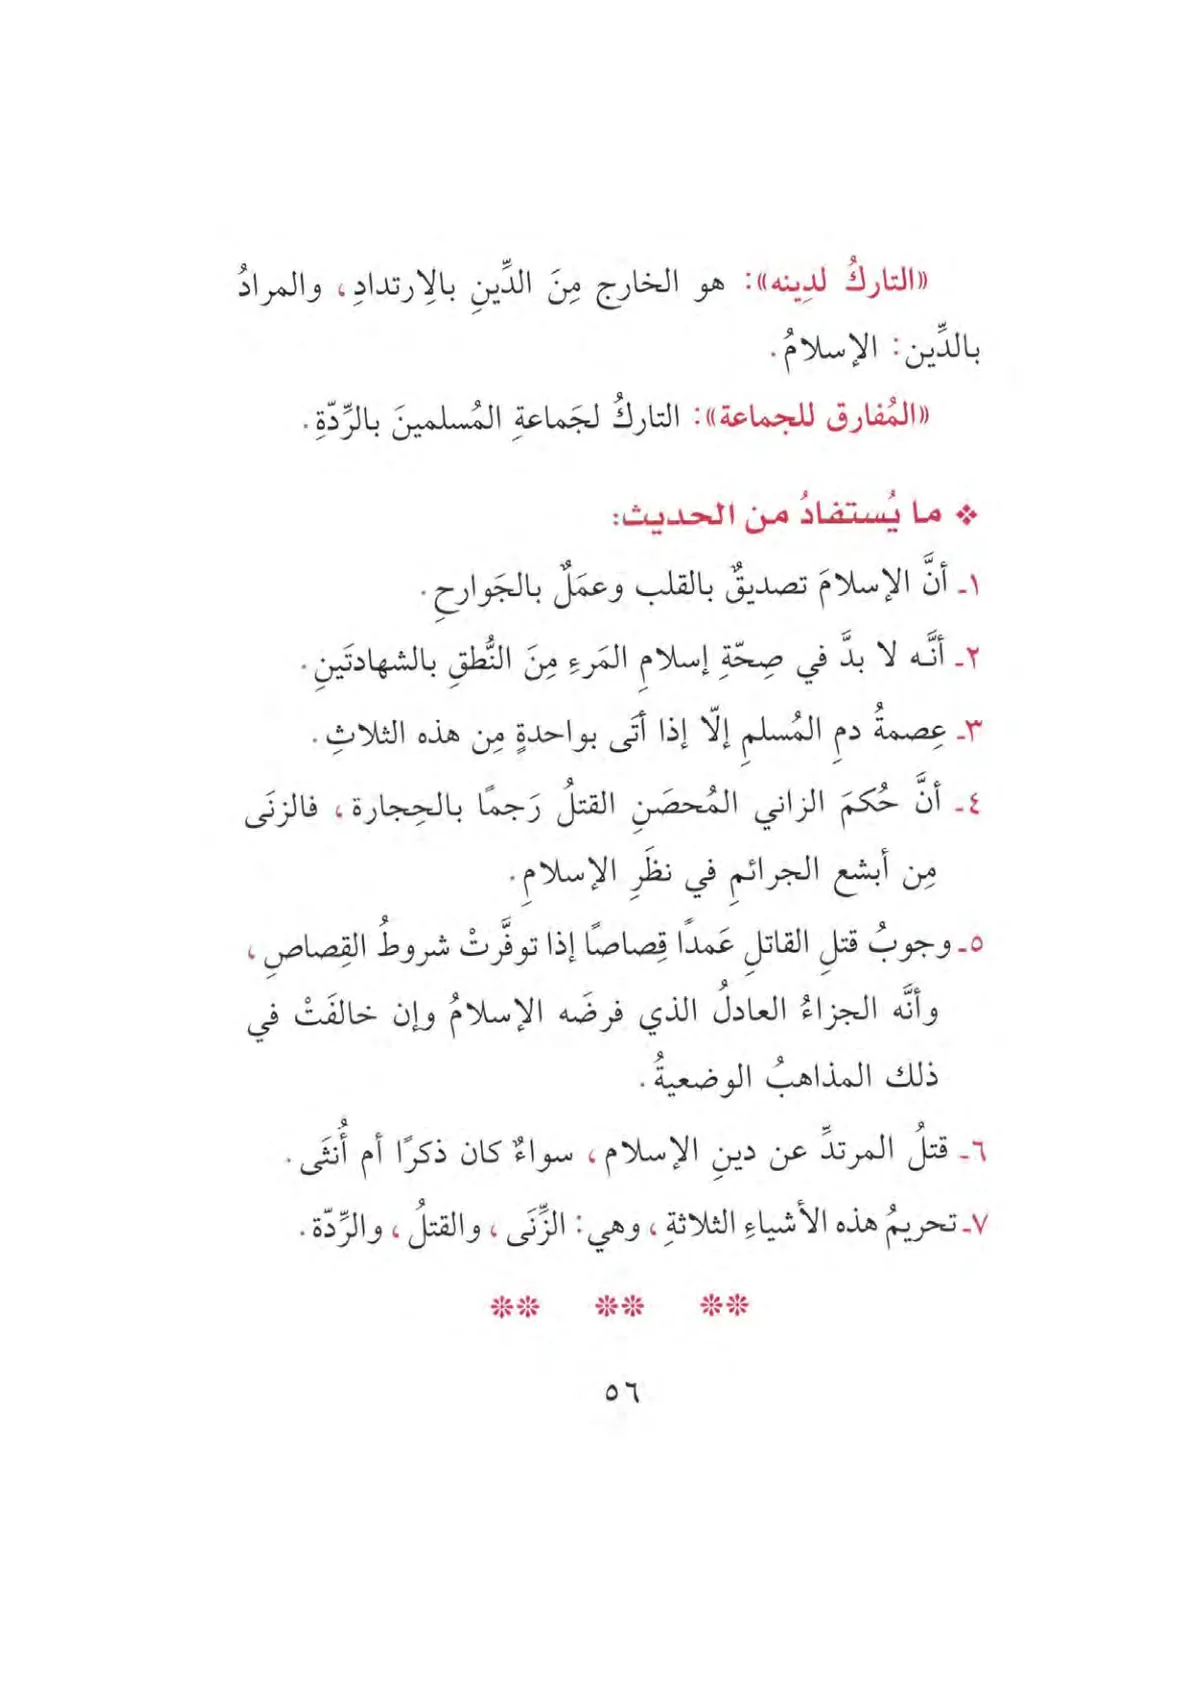 «التاركُ لدِينه»: هو الخارج مِنَ الدِّينِ بالِارتدادِ، والمرادُ
بالدِّين: الإسلامُ.
«المُفارق للجماعة»: التاركُ لجَماعةِ المُسلمينَ بالرِّدّةِ.
❖ ما يُستفادُ من الحديث:
١ـ أنَّ الإسلامَ تصديقٌ بالقلب وعمَلٌ بالجَوارحِ.
٢ـ أنَّه لا بدَّ في صِحّةِ إسلامِ المَرءِ مِنَ النُّطقِ بالشهادتَينِ.
٣ـ عِصمةُ دمِ المُسلمِ إلّا إذا أتَى بواحدةٍ مِن هذه الثلاثِ.
٤ـ أنَّ حُكمَ الزاني المُحصَنِ القتلُ رَجمًا بالحِجارة، فالزنَى
مِن أبشع الجرائمِ في نظَرِ الإسلامِ.
٥ـ وجوبُ قتلِ القاتلِ عَمدًا قِصاصًا إذا توفَّرتْ شروطُ القِصاصِ،
وأنَّه الجزاءُ العادلُ الذي فرضَه الإسلامُ وإن خالفَتْ في
ذلك المذاهبُ الوضعيةُ.
٦ـ قتلُ المرتدِّ عن دينِ الإسلام، سواءٌ كان ذكرًا أم أُنثَى.
٧ـ تحريمُ هذه الأشياءِ الثلاثةِ، وهي: الزِّنَى، والقتلُ، والرِّدّة.
٥٦